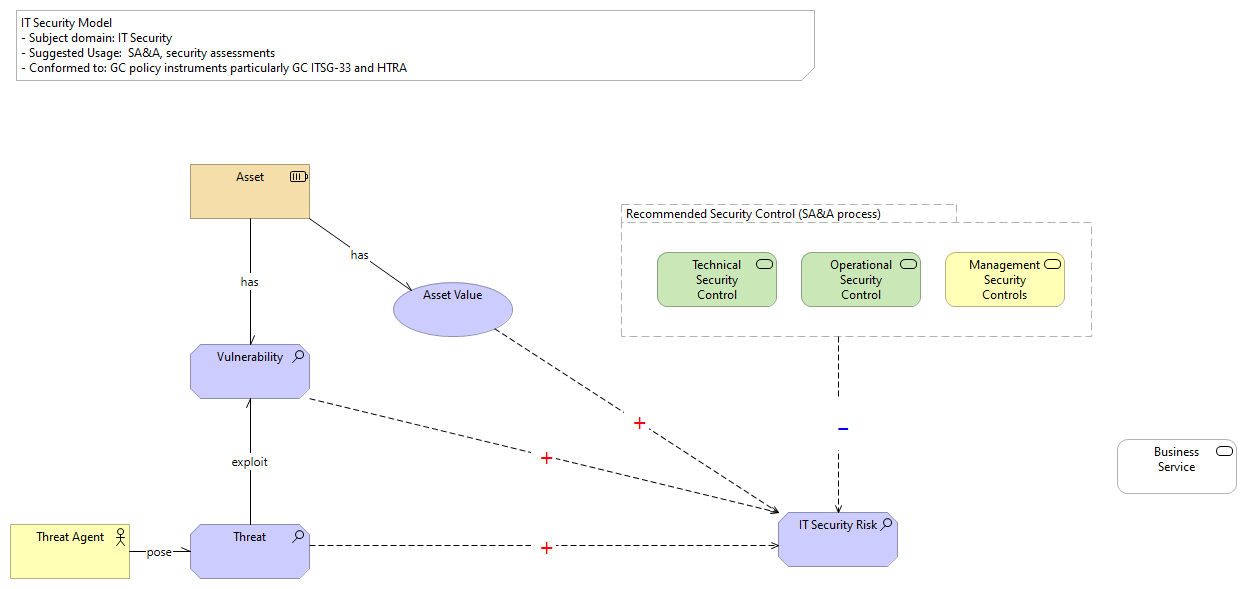 IT Security Model
- Subject domain: IT Security
- Suggested Usage:  SA&A, security assessments
- Conformed to: GC policy instruments particularly GC ITSG-33 and HTRA
Asset
Recommended Security Control (SA&A process)
Technical
Security
Control
Operational
Security
Control
Management
Security
Controls
has
has
Asset Value
Vulnerability
+
−
+
exploit
Business
Service
IT Security Risk
Threat Agent
pose
Threat
+